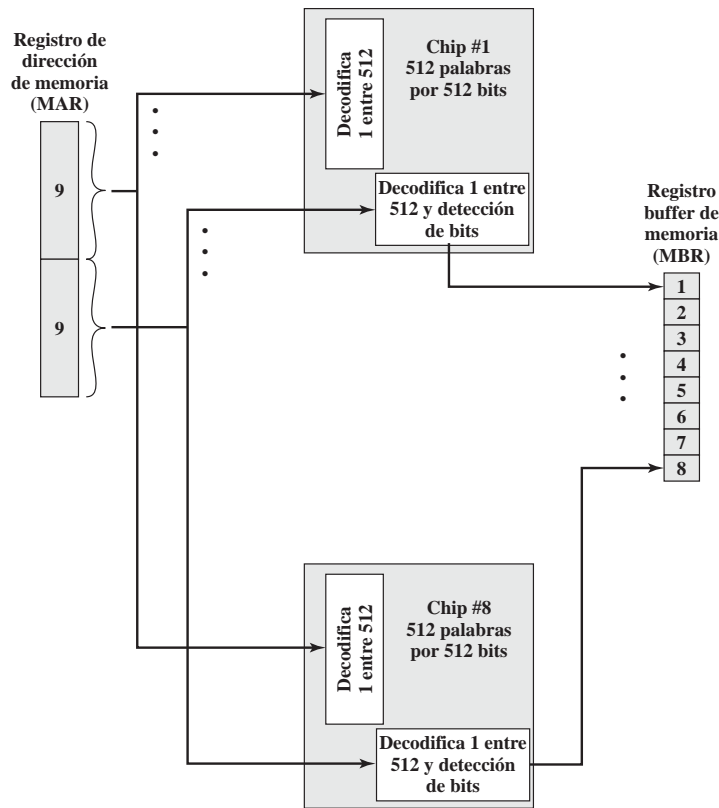 Registro de
dirección
de memoria
(MAR)
9
9
Decodifica
1 entre 512
Chip #1
512 palabras
por 512 bits
Decodifica 1 entre
512 y detección
de bits
Registro
buffer de
memoria
(MBR)
1
2
3
4
5
6
7
8
Decodifica
1 entre 512
Chip #8
512 palabras
por 512 bits
Decodifica 1 entre
512 y detección
de bits